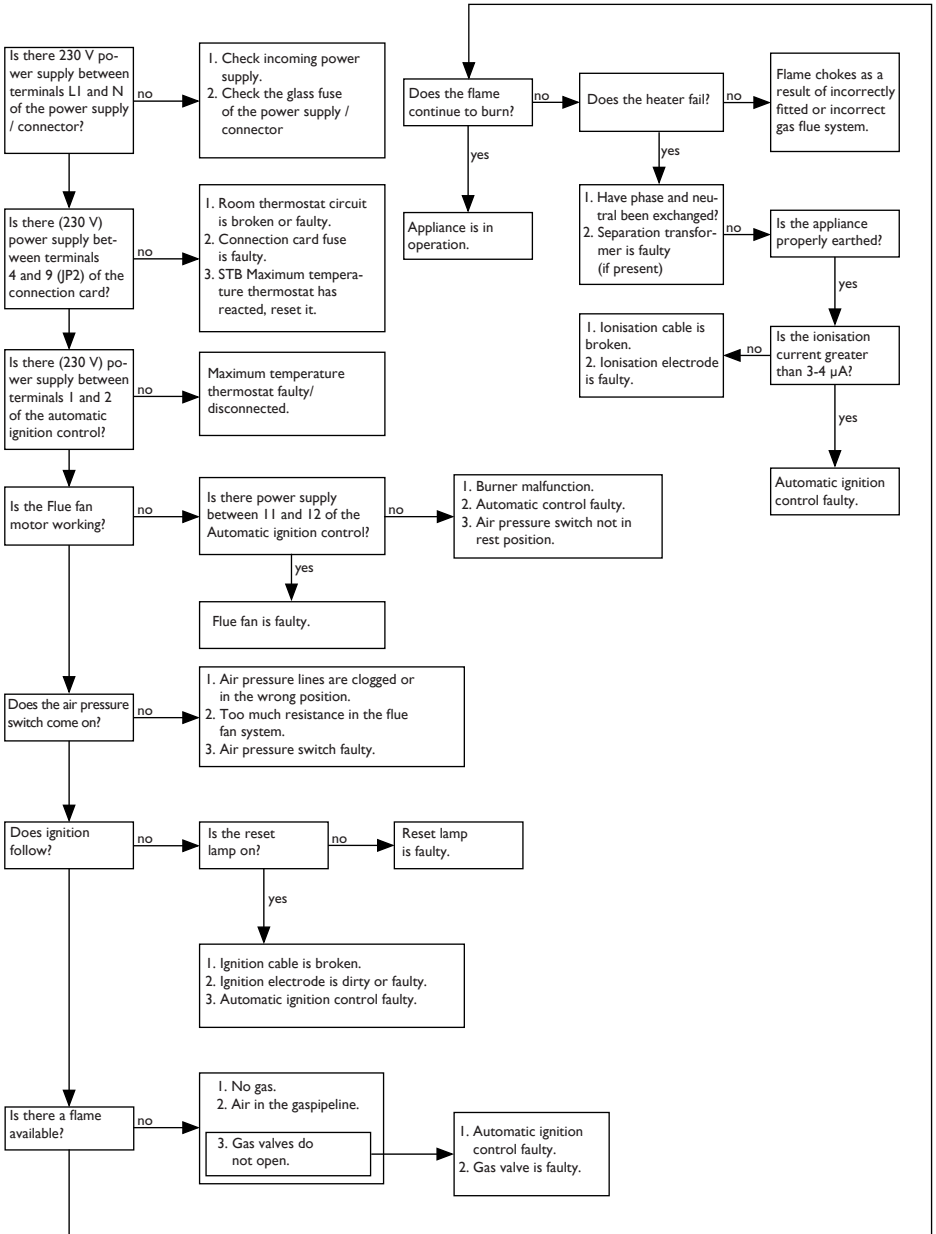 Is there 230 V po-
wer supply between
terminals L1 and N
of the power supply
/ connector?
no
1. Check incoming power
supply.
2. Check the glass fuse
of the power supply /
connector
Is there (230 V)
power supply bet-
ween terminals
4 and 9 (JP2) of the
connection card?
no
1. Room thermostat circuit
is broken or faulty.
2. Connection card fuse
is faulty.
3. STB Maximum tempera-
ture thermostat has
reacted, reset it.
Is there (230 V) po-
wer supply between
terminals 1 and 2
of the automatic
ignition control?
no
Maximum temperature
thermostat faulty/
disconnected.
Is the Flue fan
motor working?
no
Is there power supply
between 11 and 12 of the
Automatic ignition control?
no
1. Burner malfunction.
2. Automatic control faulty.
3. Air pressure switch not in
rest position.
yes
Flue fan is faulty.
Does the air pressure
switch come on?
no
1. Air pressure lines are clogged or
in the wrong position.
2. Too much resistance in the flue
fan system.
3. Air pressure switch faulty.
Does ignition
follow?
no
Is the reset
lamp on?
no
Reset lamp
is faulty.
yes
1. Ignition cable is broken.
2. Ignition electrode is dirty or faulty.
3. Automatic ignition control faulty.
Is there a flame
available?
no
1. No gas.
2. Air in the gaspipeline.
3. Gas valves do
not open.
1. Automatic ignition
control faulty.
2. Gas valve is faulty.
Does the flame
continue to burn?
no
Does the heater fail?
no
Flame chokes as a
result of incorrectly
fitted or incorrect
gas flue system.
yes
Appliance is in
operation.
yes
1. Have phase and neu-
tral been exchanged?
2. Separation transfor-
mer is faulty
(if present)
no
Is the appliance
properly earthed?
yes
Is the ionisation
current greater
than 3-4 µA?
no
1. Ionisation cable is
broken.
2. Ionisation electrode
is faulty.
yes
Automatic ignition
control faulty.